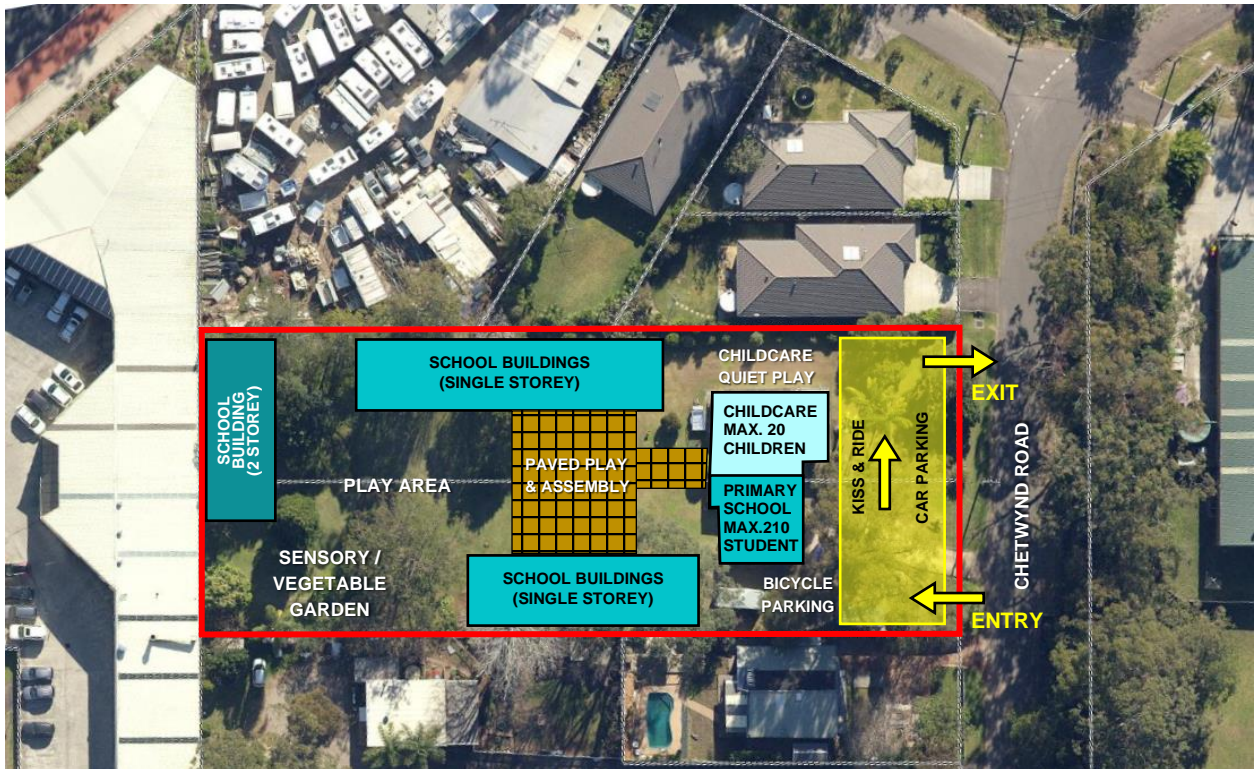 SCHOOL BUILDINGS
(SINGLE STOREY)
CHILDCARE
QUIET PLAY
EXIT
SCHOOL
BUILDING
(2 STOREY)
CHILDCARE
MAX. 20
CHILDREN
KISS & RIDE
CAR PARKING
CHETWYND ROAD
PAVED PLAY
& ASSEMBLY
PLAY AREA
PRIMARY
SCHOOL
MAX.210
STUDENT
SENSORY /
VEGETABLE
GARDEN
SCHOOL BUILDINGS
(SINGLE STOREY)
BICYCLE
PARKING
ENTRY